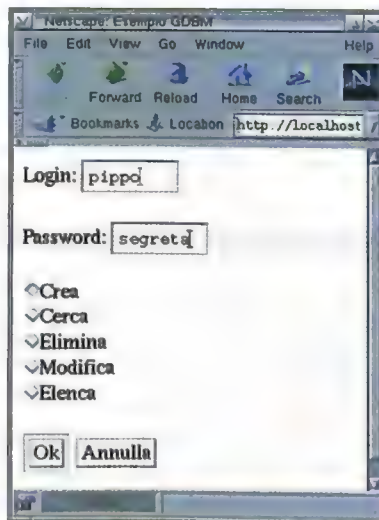 Netscape: Esempio GDBM
File Edit View Go Window Help
Forward Reload Home Search N
Bookmarks Location http://localhost
Login: pippo
Password: segreta
Crea
Cerca
Elimina
Modifica
Elenca
Ok Annulla